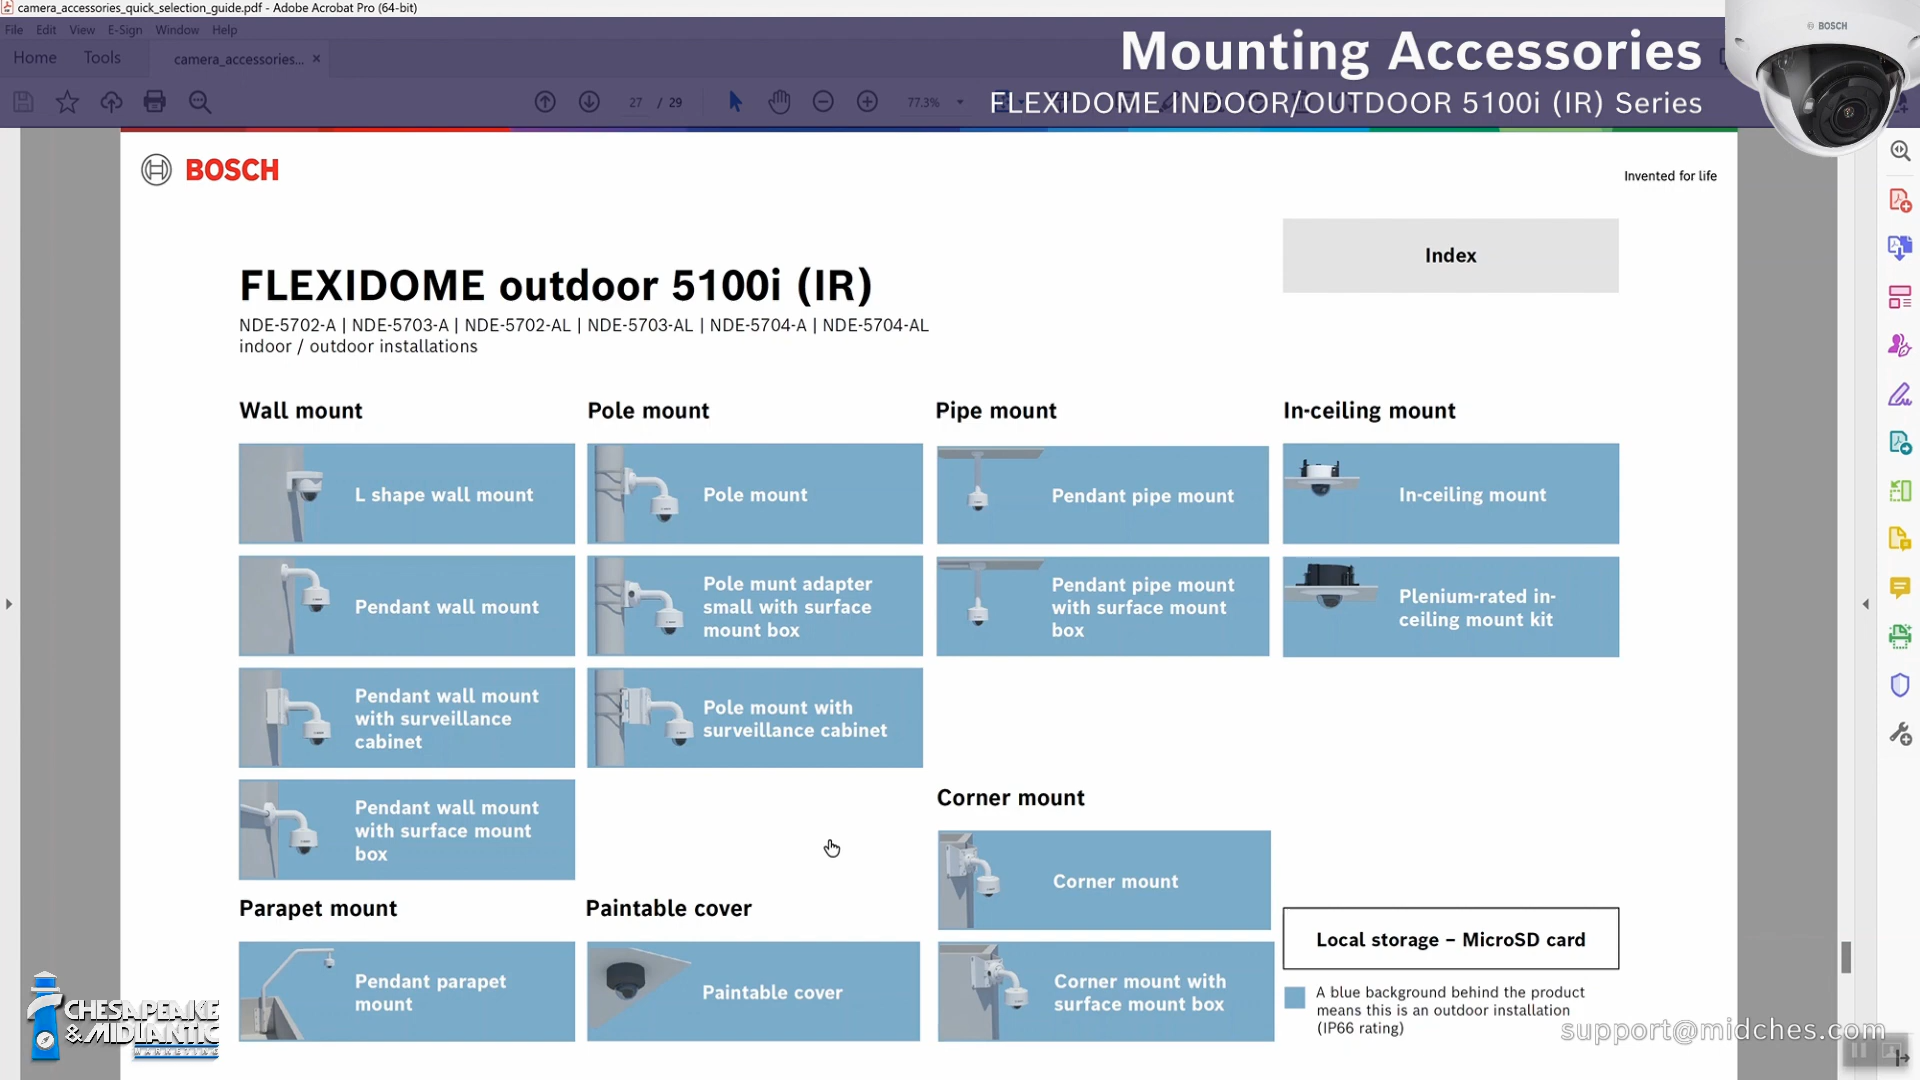 camera_accessories_quick_selection_guide.pdf - Adobe Acrobat Pro (64-bit)
File Edit View E-Sign Window Help
Home Tools camera_accessories... ×
27 / 29
77.3%
Mounting Accessories
FLEXIDOME INDOOR/OUTDOOR 5100i (IR) Series
BOSCH
BOSCH
Invented for life
Index
FLEXIDOME outdoor 5100i (IR)
NDE-5702-A | NDE-5703-A | NDE-5702-AL | NDE-5703-AL | NDE-5704-A | NDE-5704-AL
indoor / outdoor installations
Wall mount
L shape wall mount
Pendant wall mount
Pendant wall mount
with surveillance
cabinet
Pendant wall mount
with surface mount
box
Pole mount
Pole mount
Pole munt adapter
small with surface
mount box
Pole mount with
surveillance cabinet
Pipe mount
Pendant pipe mount
Pendant pipe mount
with surface mount
box
In-ceiling mount
In-ceiling mount
Plenium-rated in-
ceiling mount kit
Parapet mount
Pendant parapet
mount
Paintable cover
Paintable cover
Corner mount
Corner mount
Corner mount with
surface mount box
Local storage – MicroSD card
A blue background behind the product
means this is an outdoor installation
(IP66 rating)
CHESAPEAKE
& MIDLANTIC
MARKETING
support@midches.com